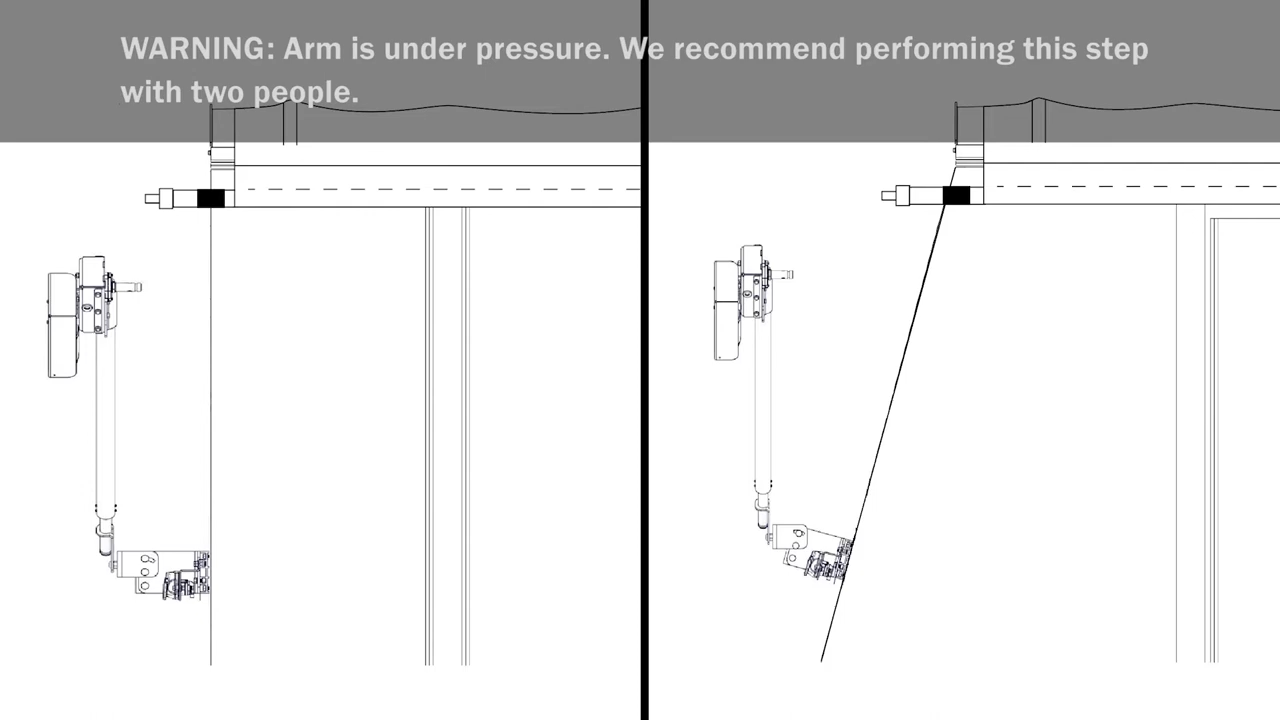 WARNING: Arm is under pressure. We recommend performing this step
with two people.